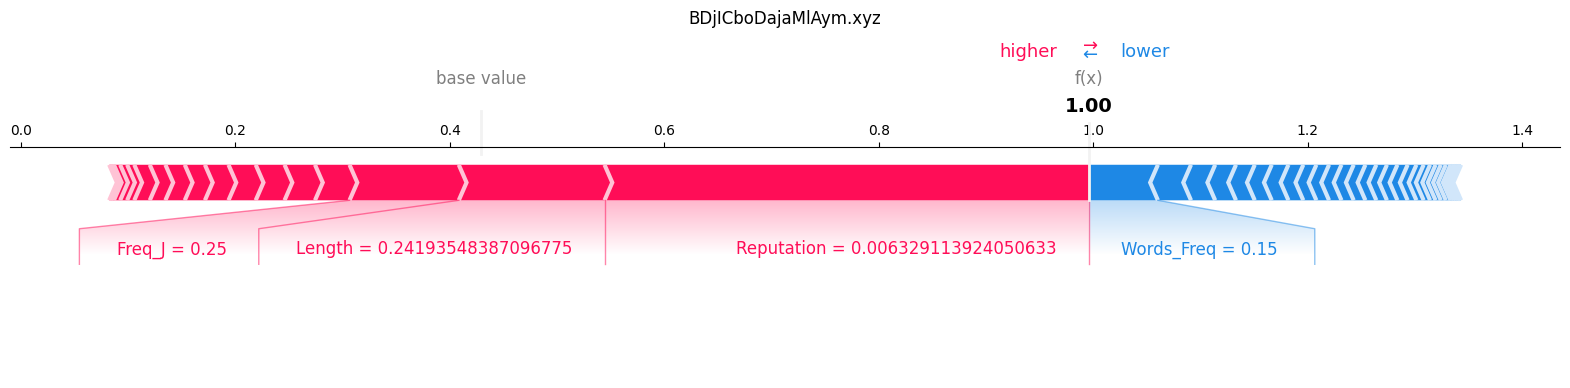 BDjICboDajaMlAym.xyz
higher ⇄ lower
base value f(x)
1.00
0.0 0.2 0.4 0.6 0.8 1.0 1.2 1.4
Freq_J = 0.25 Length = 0.24193548387096775 Reputation = 0.006329113924050633 Words_Freq = 0.15